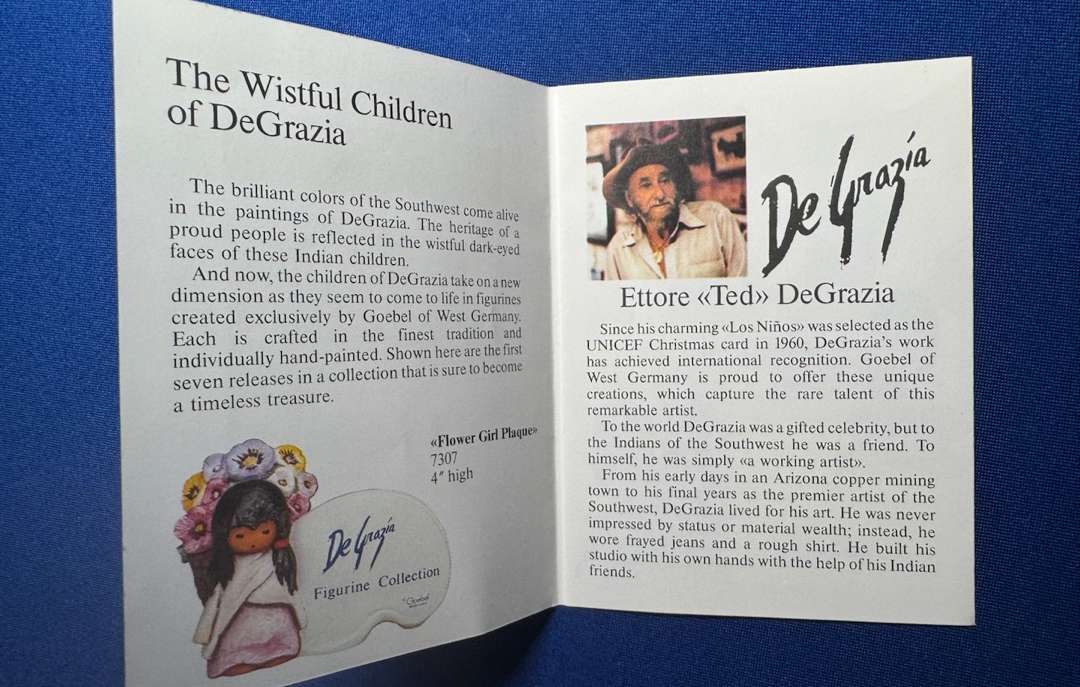 The Wistful Children
of DeGrazia
The brilliant colors of the Southwest come alive
in the paintings of DeGrazia. The heritage of a
proud people is reflected in the wistful dark-eyed
faces of these Indian children.
And now, the children of DeGrazia take on a new
dimension as they seem to come to life in figurines
created exclusively by Goebel of West Germany.
Each is crafted in the finest tradition and
individually hand-painted. Shown here are the first
seven releases in a collection that is sure to become
a timeless treasure.
«Flower Girl Plaque»
7307
4″ high
DeGrazia
Figurine Collection
Goebel
DeGrazia
Ettore «Ted» DeGrazia
Since his charming «Los Niños» was selected as the
UNICEF Christmas card in 1960, DeGrazia's work
has achieved international recognition. Goebel of
West Germany is proud to offer these unique
creations, which capture the rare talent of this
remarkable artist.
To the world DeGrazia was a gifted celebrity, but to
the Indians of the Southwest he was a friend. To
himself, he was simply «a working artist».
From his early days in an Arizona copper mining
town to his final years as the premier artist of the
Southwest, DeGrazia lived for his art. He was never
impressed by status or material wealth; instead, he
wore frayed jeans and a rough shirt. He built his
studio with his own hands with the help of his Indian
friends.